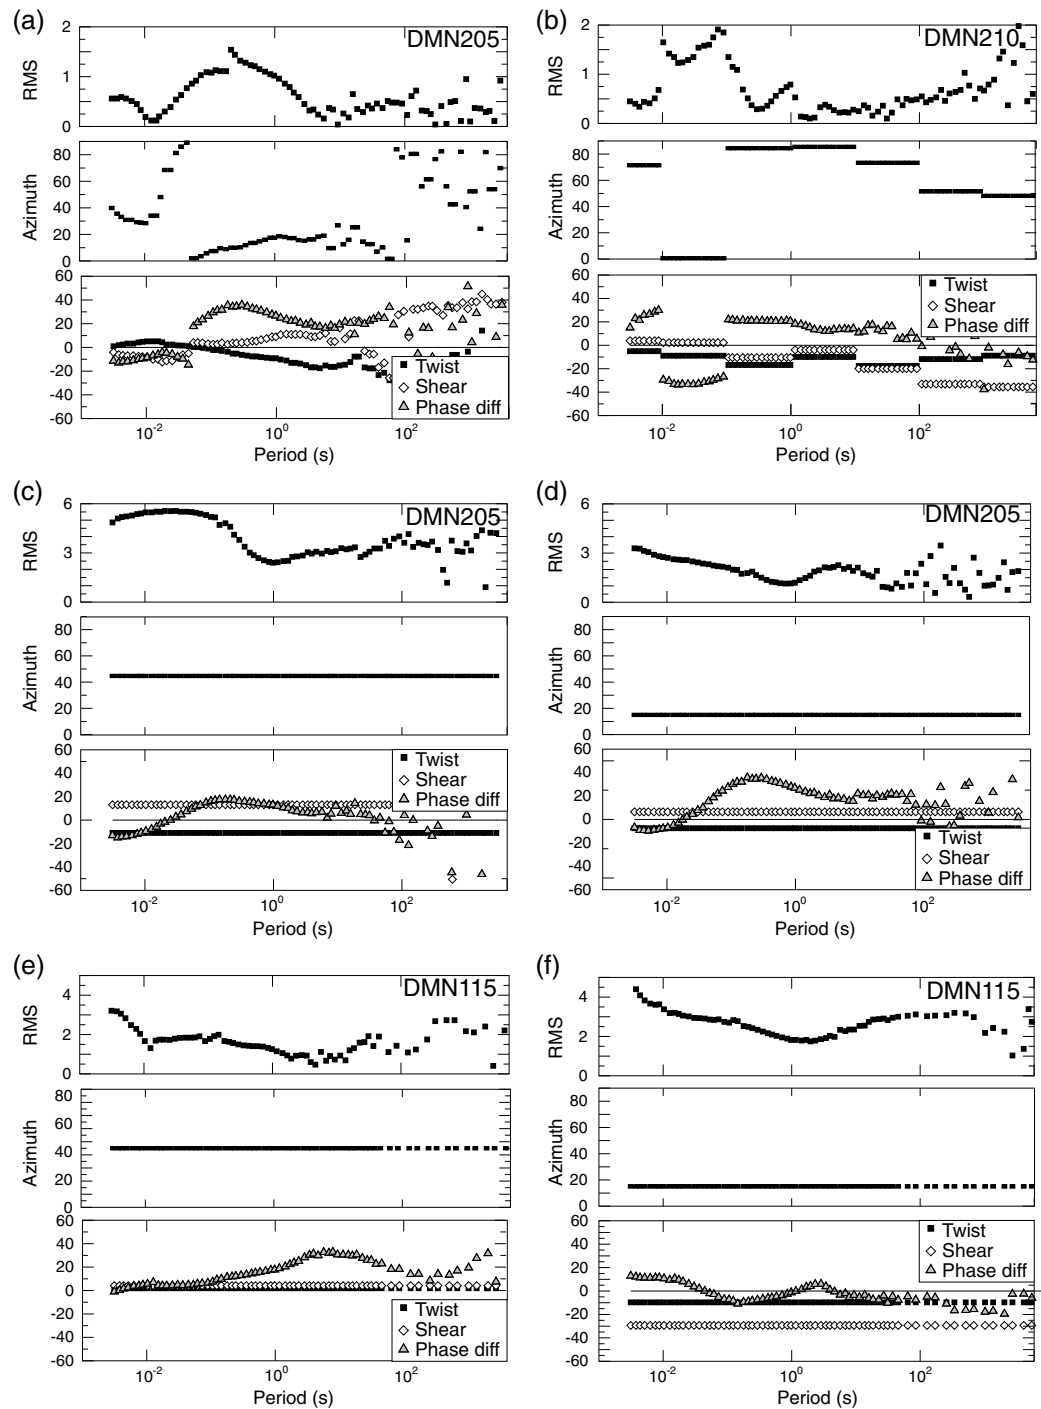 (a)
DMN205
RMS
2
1
0
Azimuth
80
60
40
20
0
60
40
20
0
-20
-40
-60
Twist
Shear
Phase diff
10-2
100
102
Period (s)
(b)
DMN210
RMS
2
1
0
Azimuth
80
60
40
20
0
60
40
20
0
-20
-40
-60
Twist
Shear
Phase diff
10-2
100
102
Period (s)
(c)
DMN205
RMS
6
3
0
Azimuth
80
60
40
20
0
60
40
20
0
-20
-40
-60
Twist
Shear
Phase diff
10-2
100
102
Period (s)
(d)
DMN205
RMS
6
3
0
Azimuth
80
60
40
20
0
60
40
20
0
-20
-40
-60
Twist
Shear
Phase diff
10-2
100
102
Period (s)
(e)
DMN115
RMS
4
2
0
Azimuth
80
60
40
20
0
60
40
20
0
-20
-40
-60
Twist
Shear
Phase diff
10-2
100
102
Period (s)
(f)
DMN115
RMS
4
2
0
Azimuth
80
60
40
20
0
60
40
20
0
-20
-30
-40
-60
Twist
Shear
Phase diff
10-2
100
102
Period (s)